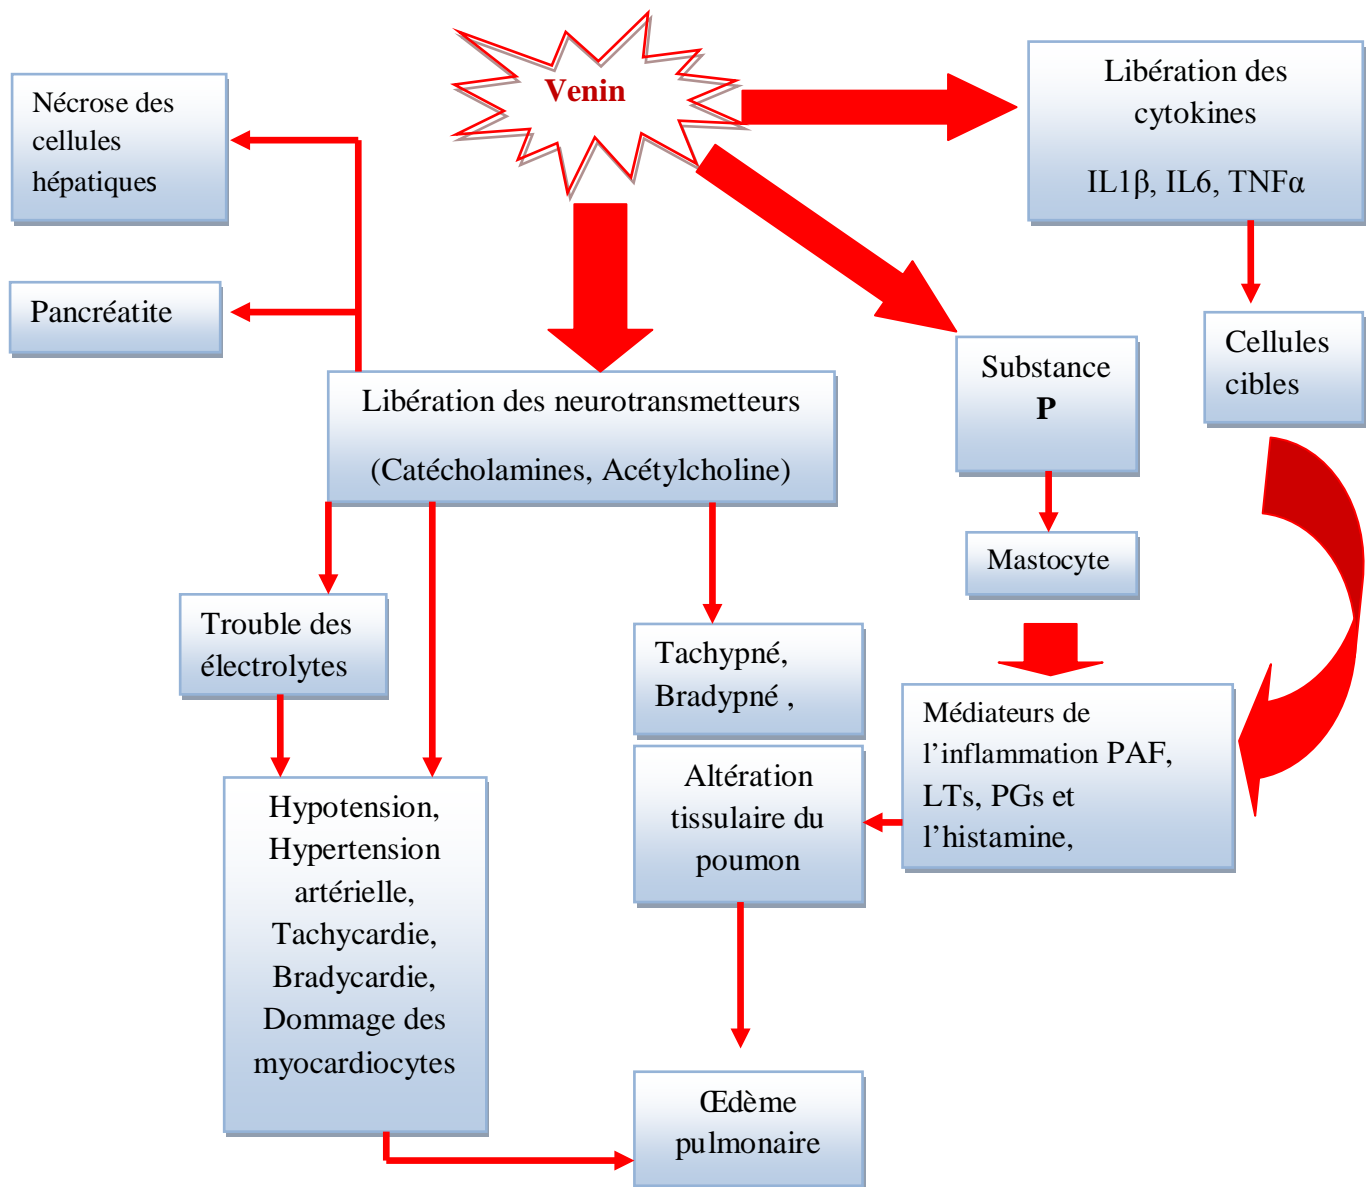 Venin
Libération des
cytokines
IL1β, IL6, TNFα
Nécrose des
cellules
hépatiques
Pancréatite
Cellules
cibles
Substance
P
Libération des neurotransmetteurs
(Catécholamines, Acétylcholine)
Mastocyte
Trouble des
électrolytes
Tachypné,
Bradypné ,
Médiateurs de
l’inflammation PAF,
LTs, PGs et
l’histamine,
Altération
tissulaire du
poumon
Hypotension,
Hypertension
artérielle,
Tachycardie,
Bradycardie,
Dommage des
myocardiocytes
Œdème
pulmonaire